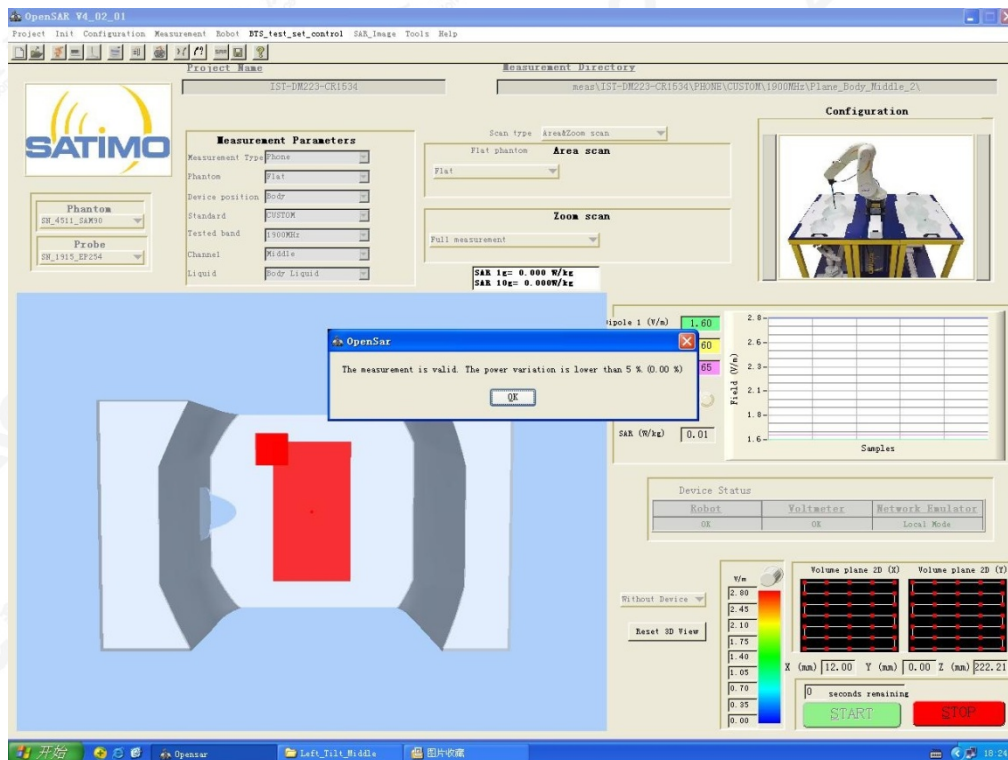 OpenSAR V4_02_01
Project Init Configuration Measurement Robot BTS_test_set_control SAR_Image Tools Help
Project Name
IST-DM223-CR1534
Measurement Directory
meas\IST-DM223-CR1534\PHONE\CUSTOM\1900MHz\Plane_Body_Middle_2\
SATIMO
Phantom
SN_4511_SAM90
Probe
SN_1915_EP254
Measurement Parameters
Measurement Type Phone
Phantom Flat
Device position Body
Standard CUSTOM
Tested band 1900MHz
Channel Middle
Liquid Body Liquid
Scan type Area&Zoom scan
Flat phantom Area scan
Flat
Zoom scan
Full measurement
SAR 1g= 0.000 W/kg
SAR 10g= 0.000W/kg
Configuration
ipole 1 (V/m) 1.60
60
65
SAR (W/kg) 0.01
Field (V/m)
2.8
2.6
2.3
2.1
1.8
1.6
Samples
OpenSar
The measurement is valid. The power variation is lower than 5 %. (0.00 %)
OK
Device Status
Robot Voltmeter Network Emulator
OK OK Local Mode
Without Device
Reset 3D View
V/m
2.80
2.45
2.10
1.75
1.40
1.05
0.70
0.35
0.00
Volume plane 2D (X) Volume plane 2D (Y)
X (mm) 12.00 Y (mm) 0.00 Z (mm) 222.21
0 seconds remaining
START STOP
开始 Opensar Left_Tilt_Middle 图片收藏 18:24